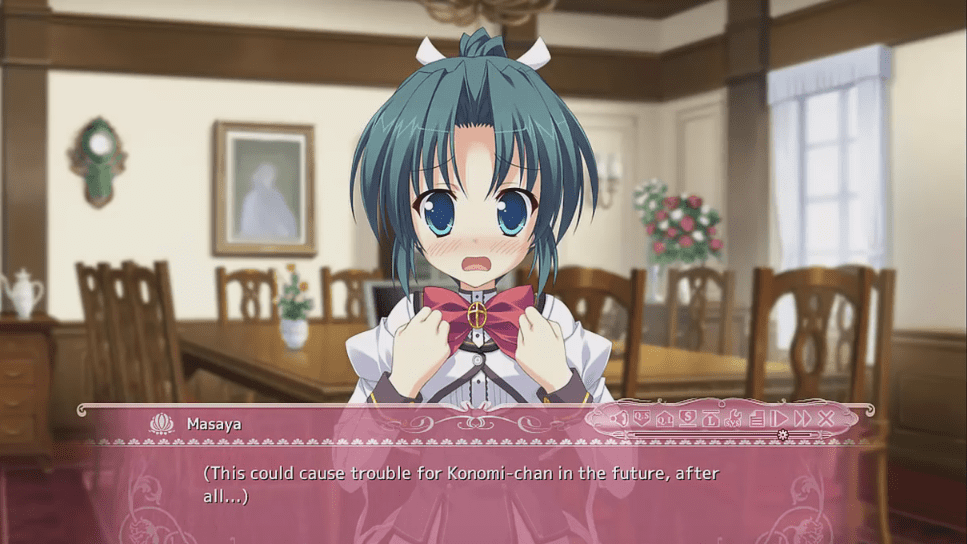 Masaya
(This could cause trouble for Konomi-chan in the future, after
all...)